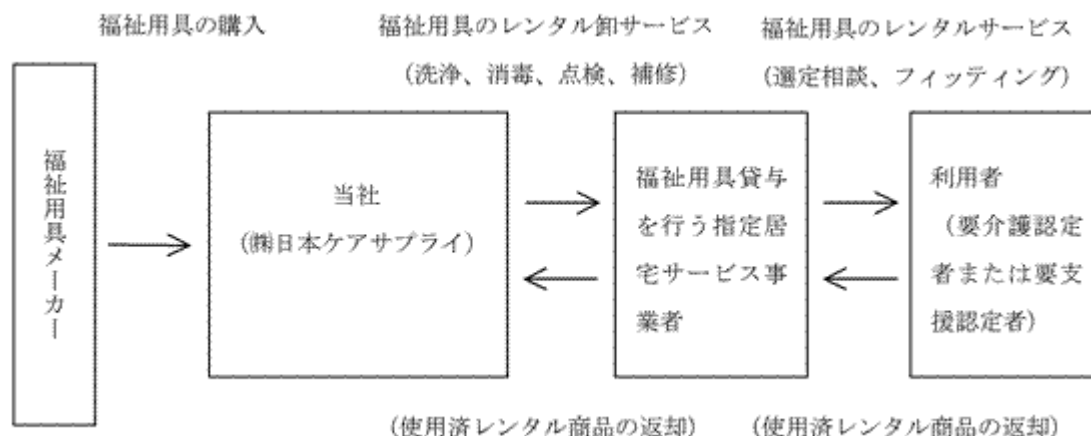 福祉用具の購入
福祉用具のレンタル卸サービス
(洗浄、消毒、点検、補修)
福祉用具のレンタルサービス
(選定相談、フィッティング)
福祉用具メーカー
当社
(㈱日本ケアサプライ)
福祉用具貸与
を行う指定居
宅サービス事
業者
利用者
(要介護認定
者または要支
援認定者)
(使用済レンタル商品の返却)
(使用済レンタル商品の返却)